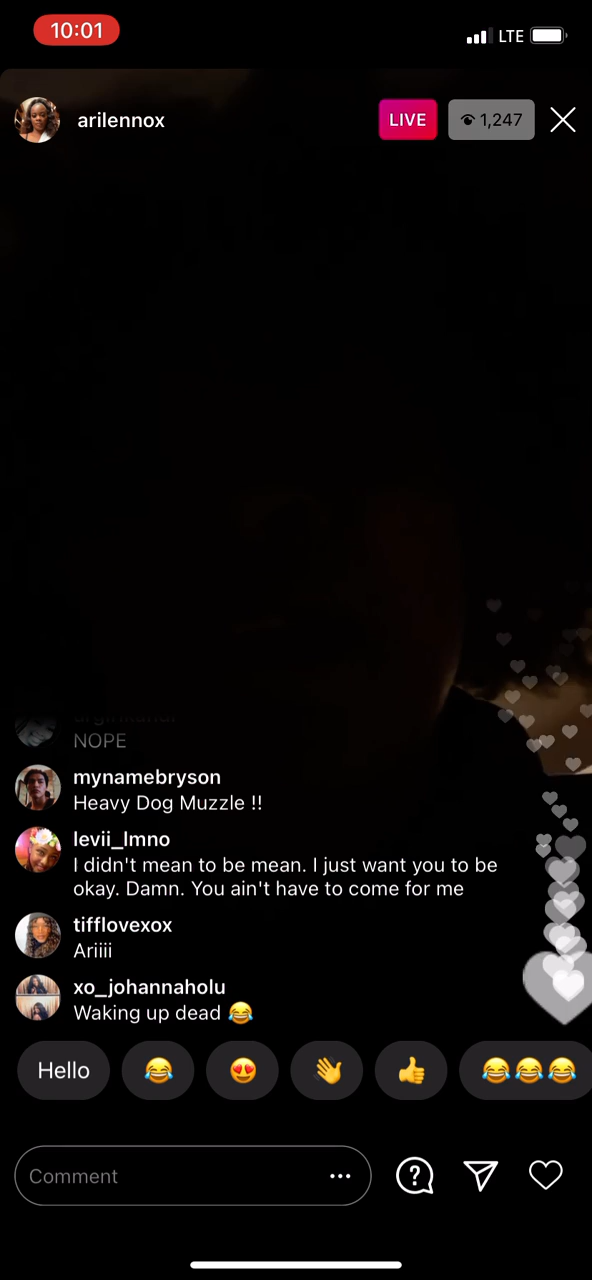 10:01
LTE
arilennox
LIVE
1,247
NOPE
mynamebryson
Heavy Dog Muzzle !!
levii_lmno
I didn't mean to be mean. I just want you to be
okay. Damn. You ain't have to come for me
tifflovexox
Ariiii
xo_johannaholu
Waking up dead 😂
Hello 😂 😍 👋 👍 😂😂😂
Comment